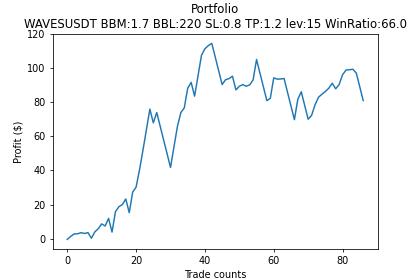 Portfolio
WAVESUSDT BBM:1.7 BBL:220 SL:0.8 TP:1.2 lev:15 WinRatio:66.0
120
100
80
60
40
20
0
Profit ($)
0 20 40 60 80
Trade counts